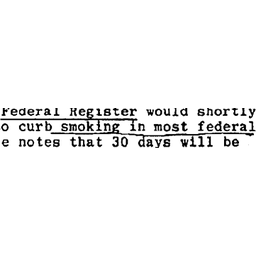 Federal Register would shortly
o curb smoking in most federal
e notes that 30 days will be